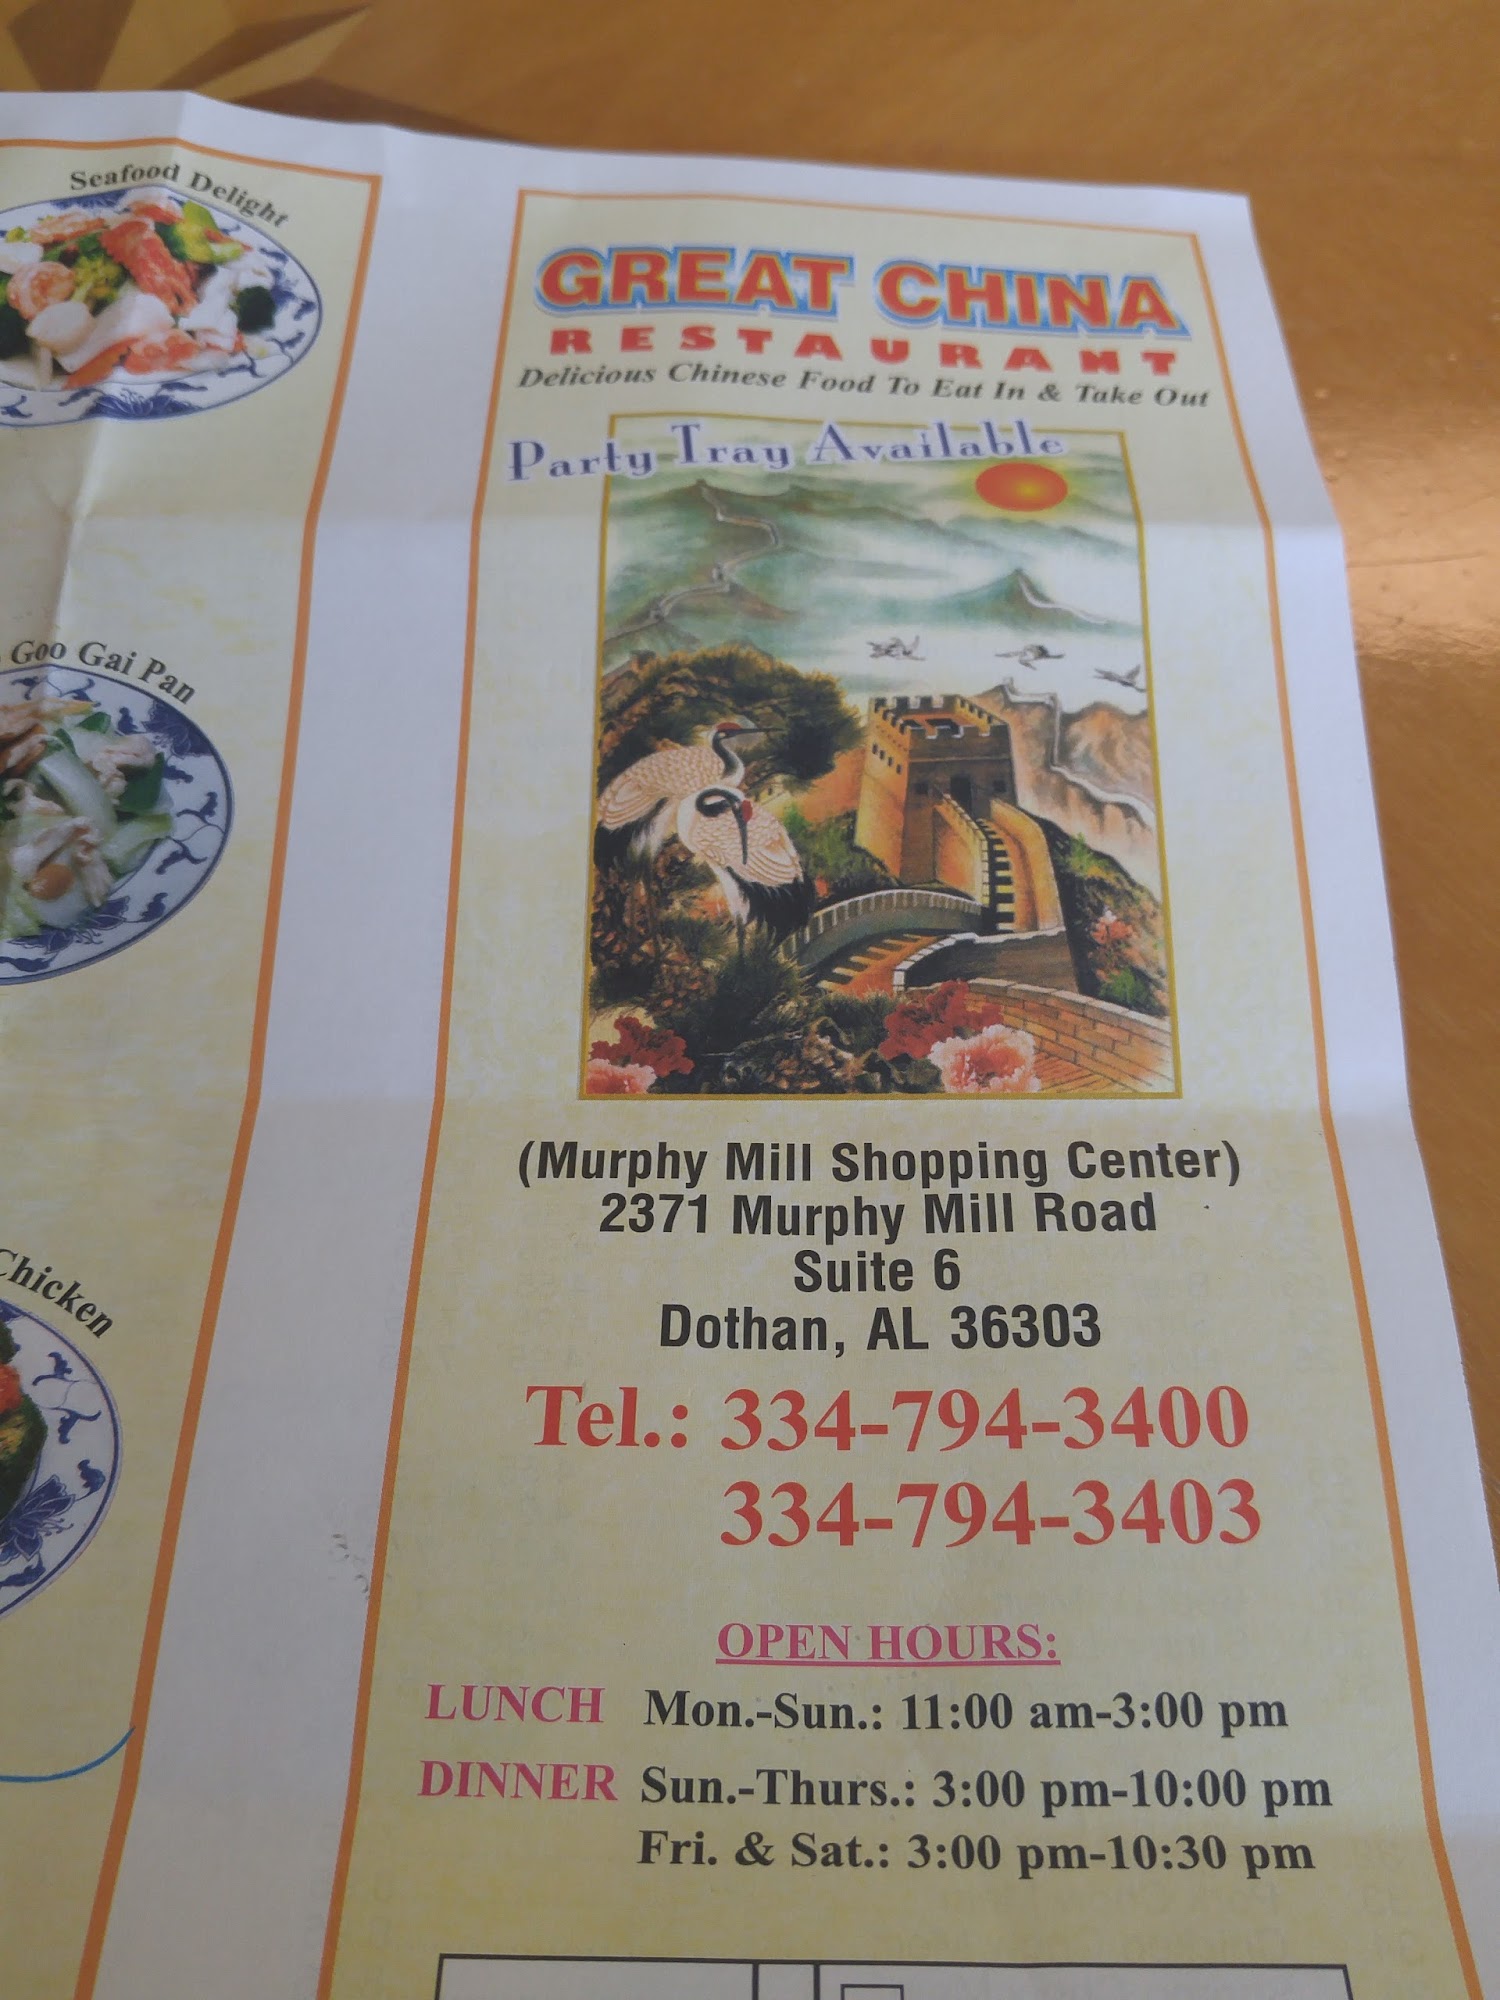 Seafood Delight
Goo Gai Pan
Chicken
GREAT CHINA
RESTAURANT
Delicious Chinese Food To Eat In & Take Out
Party Tray Available
(Murphy Mill Shopping Center)
2371 Murphy Mill Road
Suite 6
Dothan, AL 36303
Tel.: 334-794-3400
334-794-3403
OPEN HOURS:
LUNCH Mon.-Sun.: 11:00 am-3:00 pm
DINNER Sun.-Thurs.: 3:00 pm-10:00 pm
Fri. & Sat.: 3:00 pm-10:30 pm